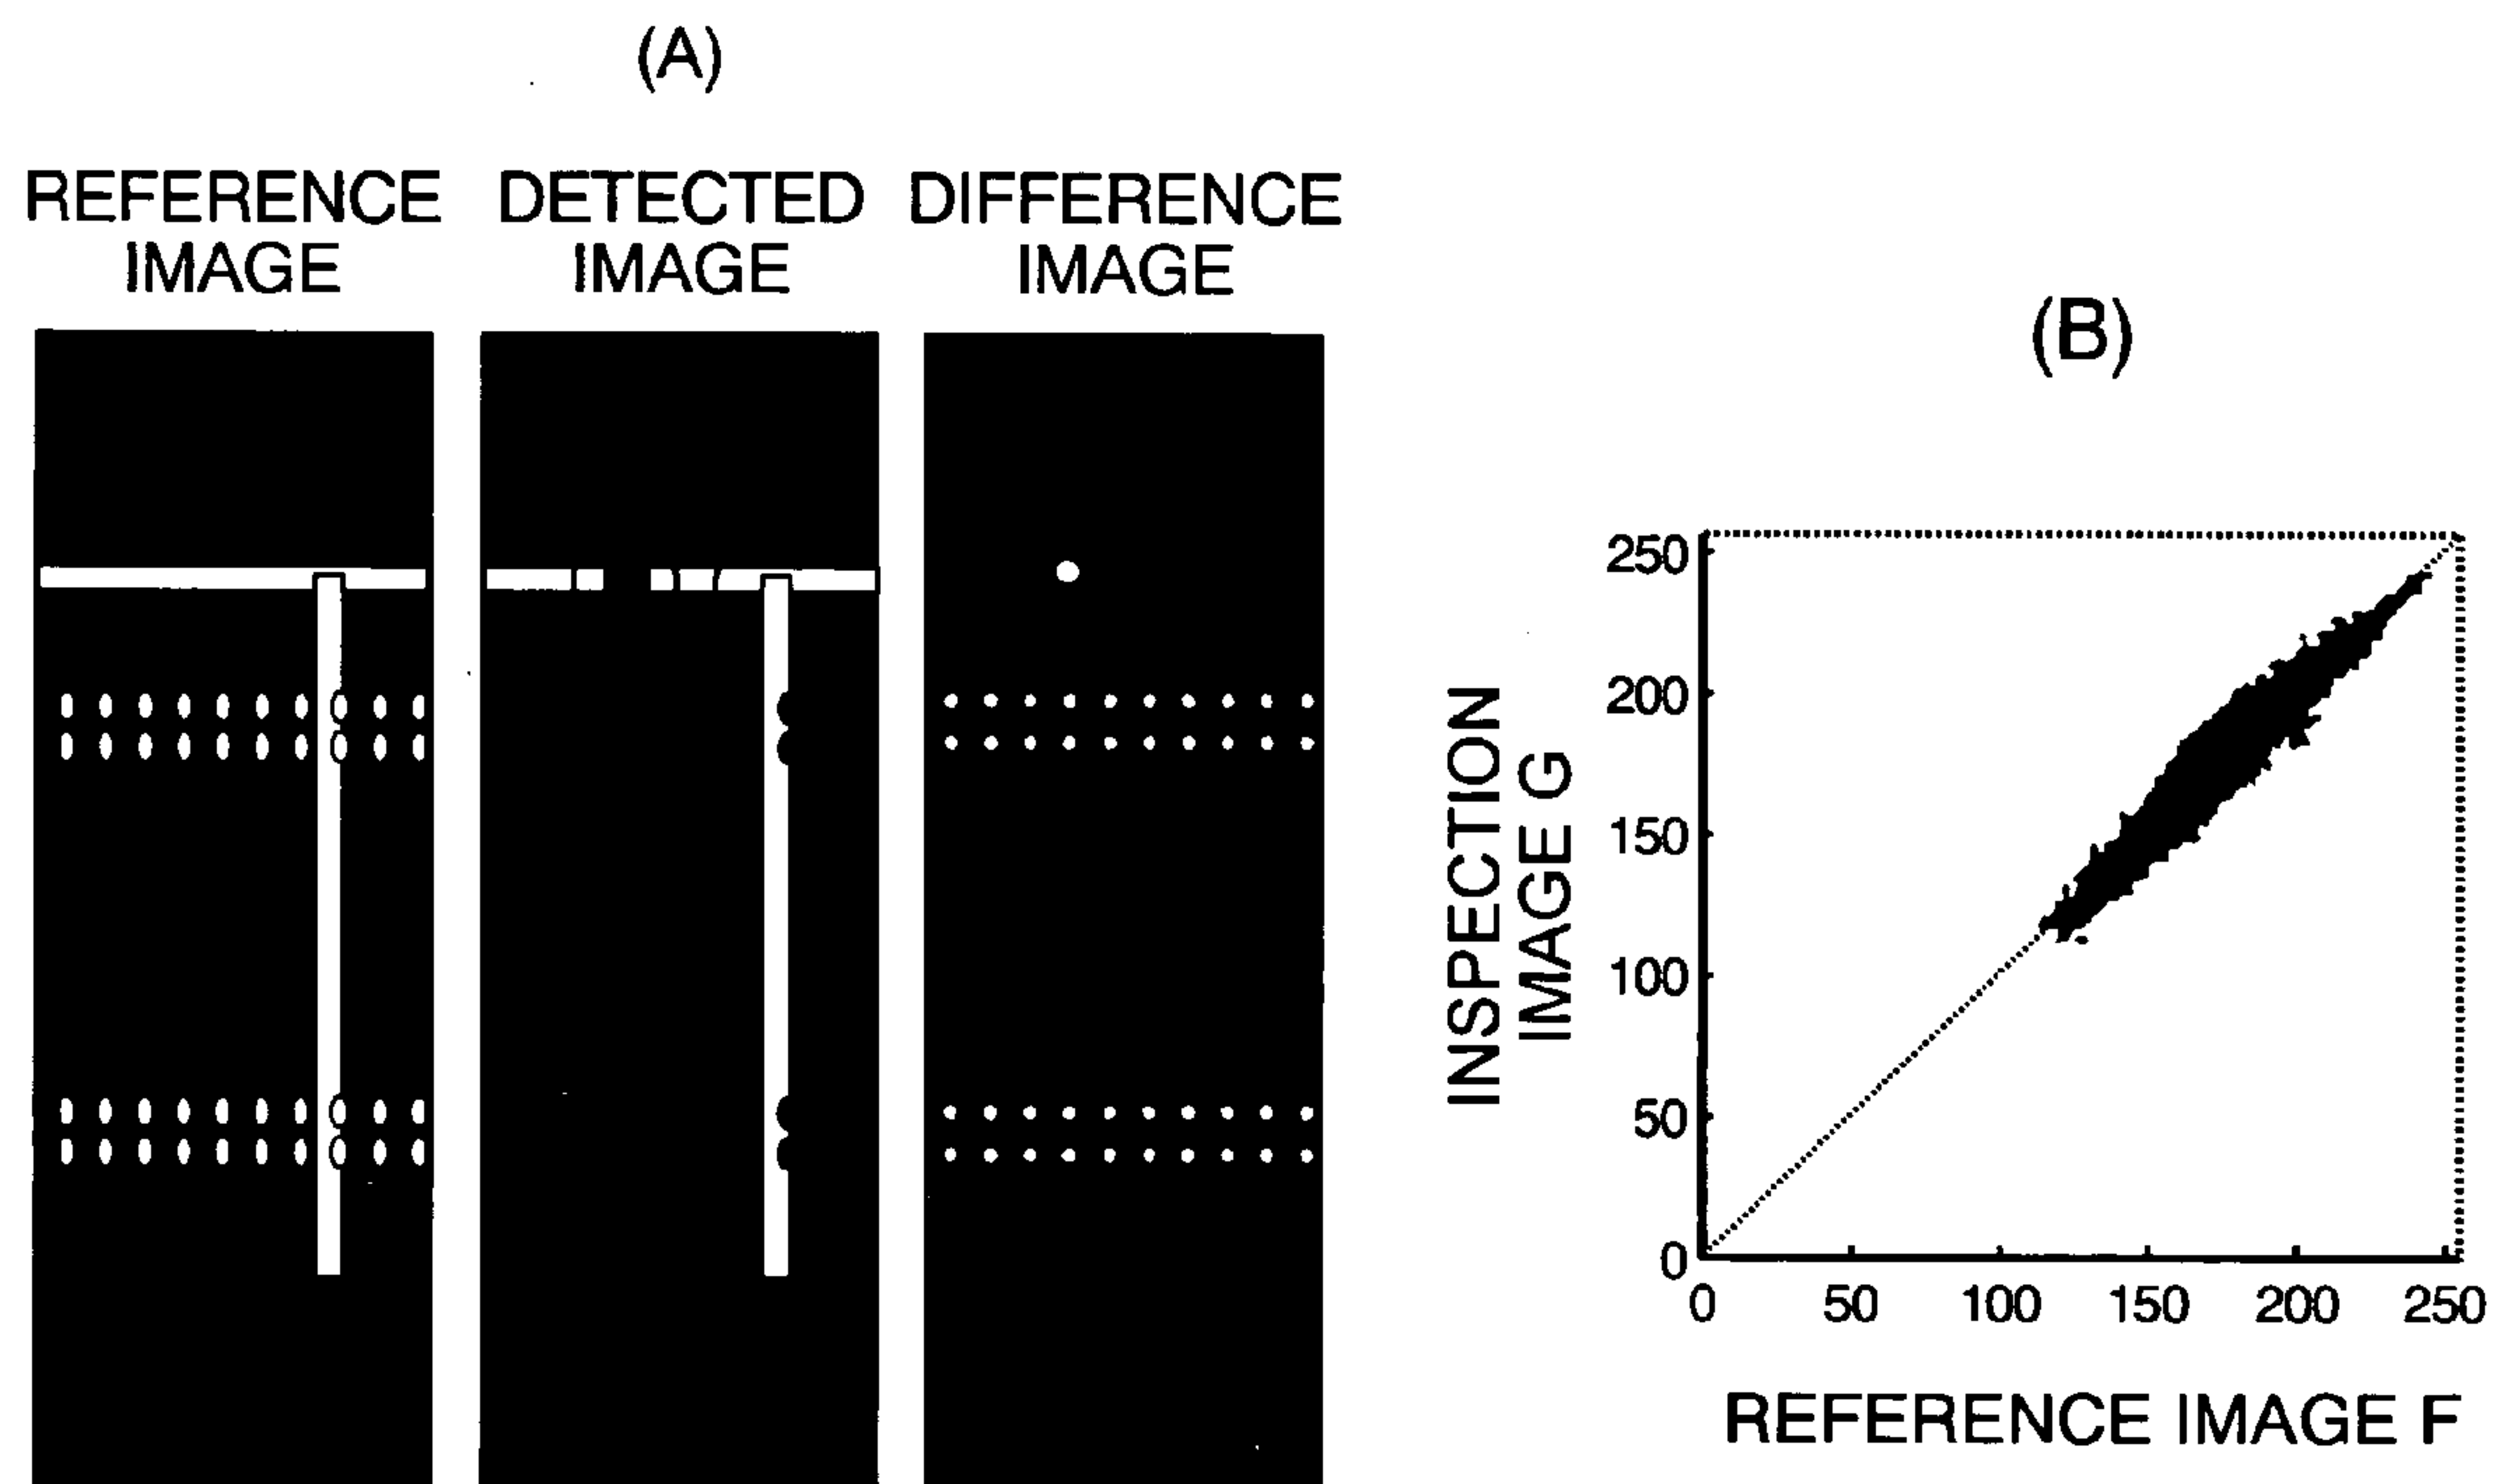 (A)
REFERENCE IMAGE
DETECTED IMAGE
DIFFERENCE IMAGE
(B)
INSPECTION
IMAGE G
250
200
150
100
50
0
0 50 100 150 200 250
REFERENCE IMAGE F